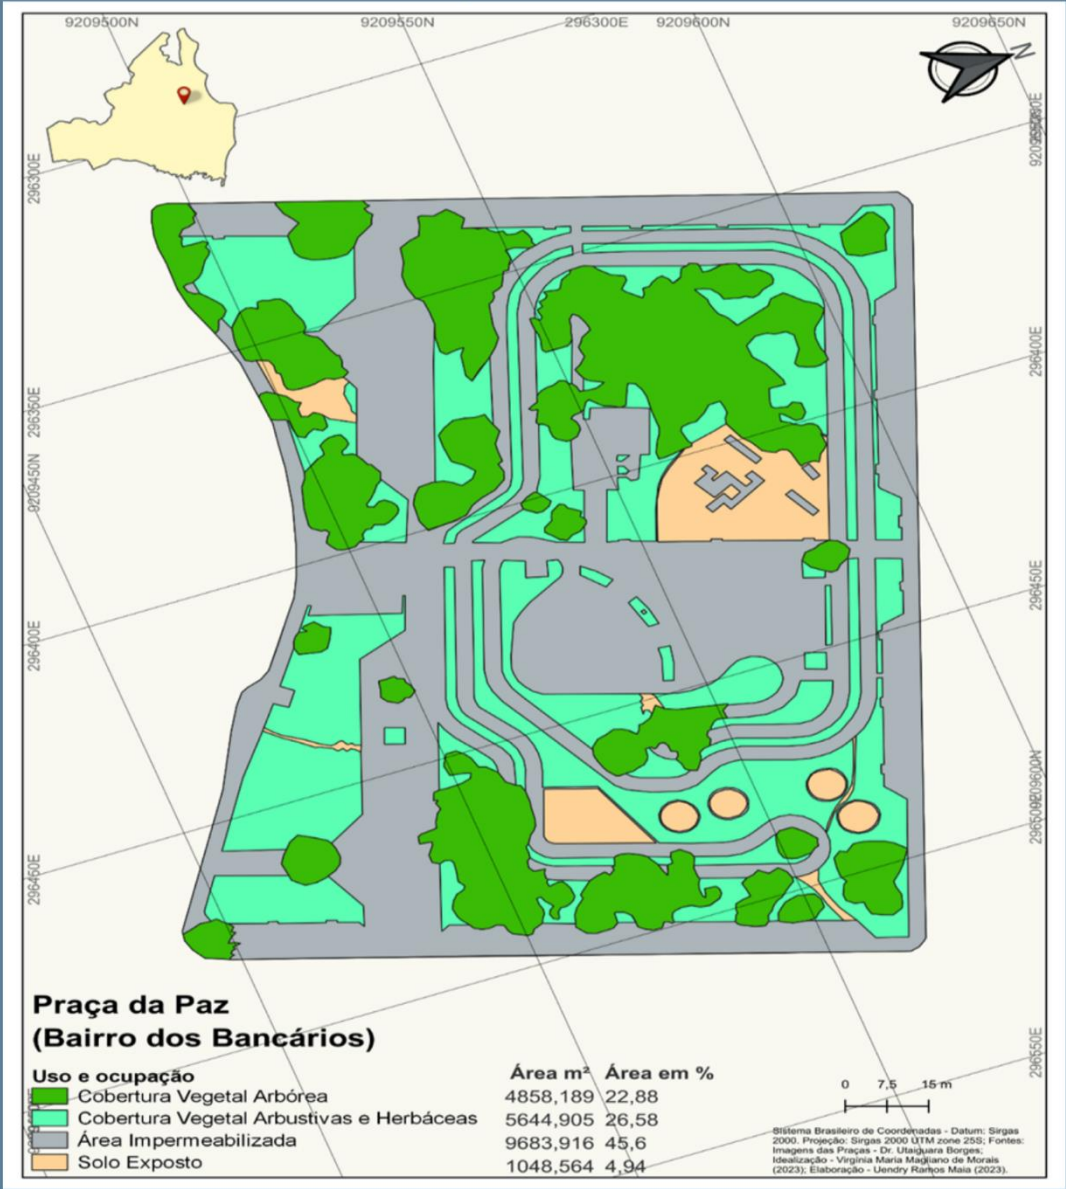 9209500N 9209550N 296300E 9209600N 9209650N
N
296300E
296350E
9209450N
296400E
296450E
296400E
296450E
9209600N
296550E
Praça da Paz
(Bairro dos Bancários)
Uso e ocupação Área m² Área em %
Cobertura Vegetal Arbórea 4858,189 22,88
Cobertura Vegetal Arbustivas e Herbáceas 5644,905 26,58
Área Impermeabilizada 9683,916 45,6
Solo Exposto 1048,564 4,94
0 7,5 15 m
Sistema Brasileiro de Coordenadas - Datum: Sirgas
2000. Projeção: Sirgas 2000 UTM zone 25S; Fontes:
Imagens das Praças - Dr. Utaiguara Borges;
Idealização - Virgínia Maria Magliano de Morais
(2023); Elaboração - Uendry Ramos Maia (2023).